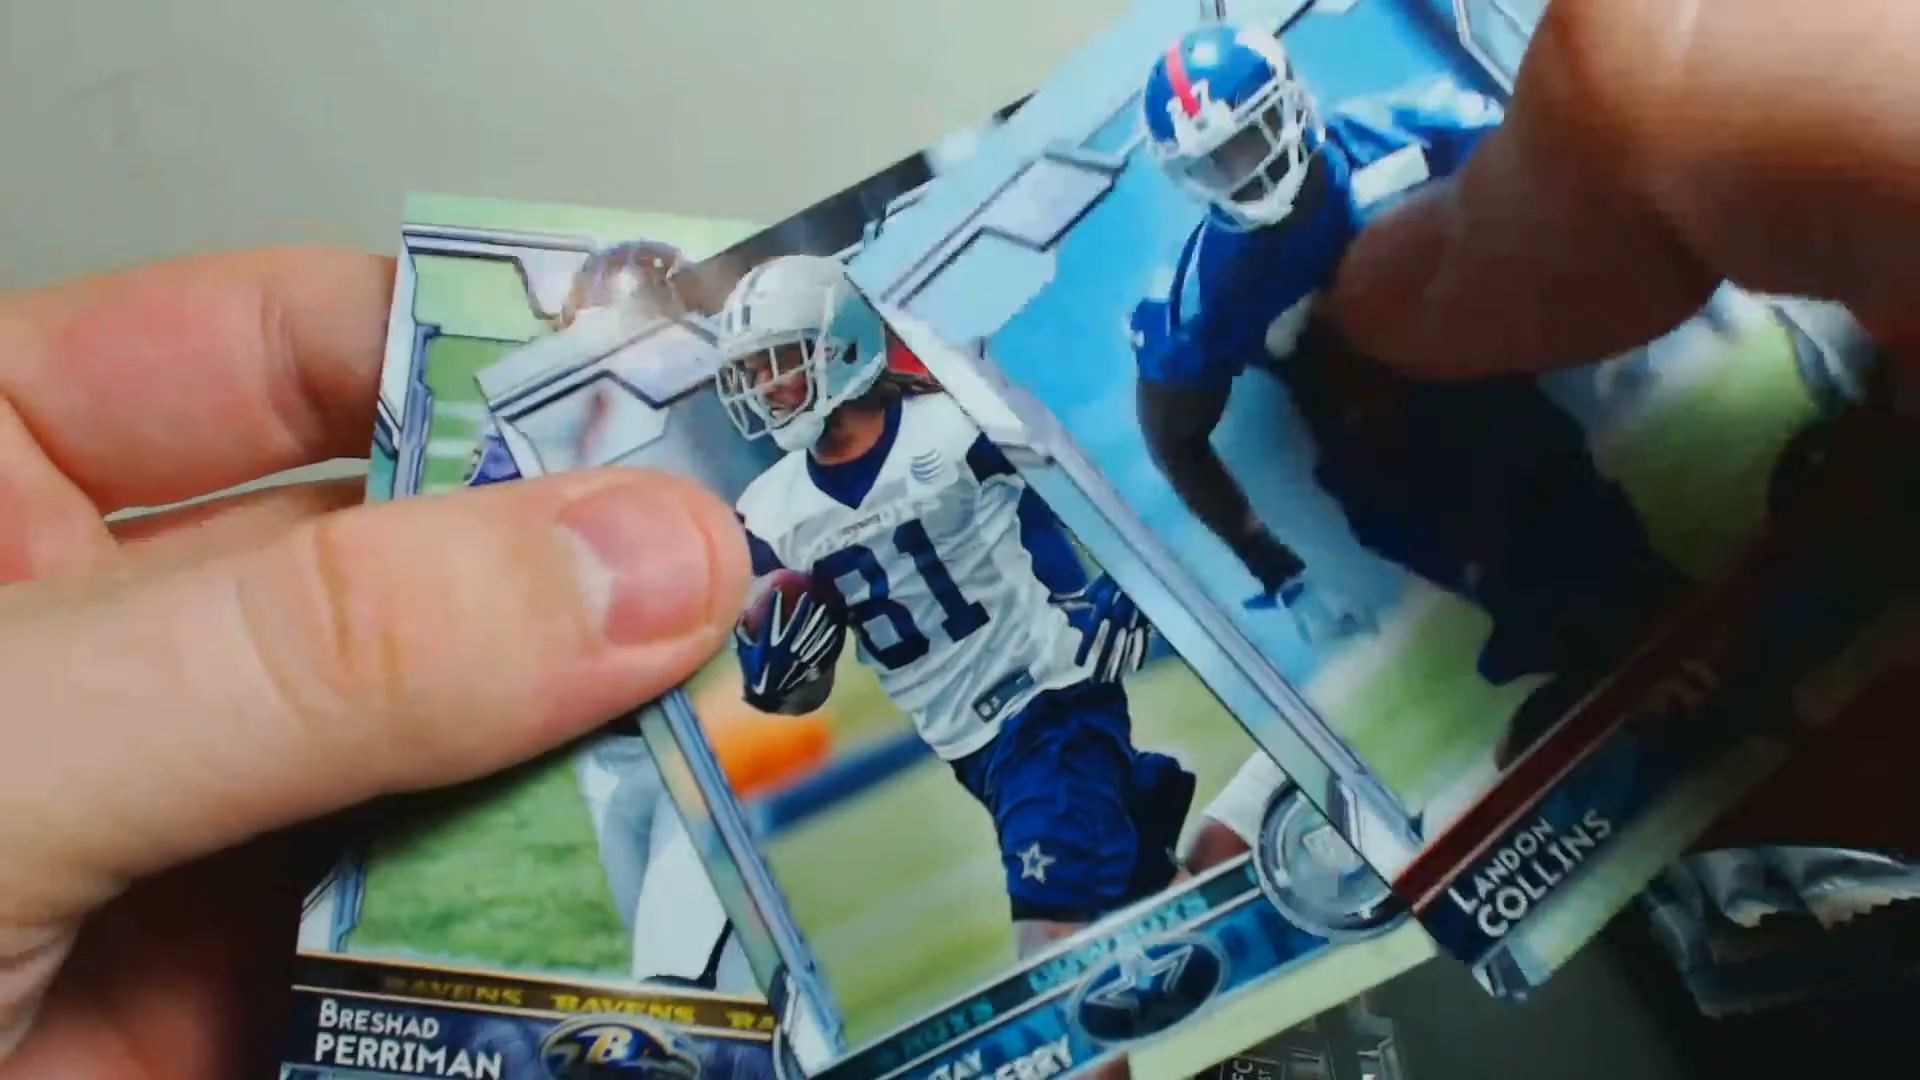 81
LANDON
COLLINS
RAVENS RAVENS RA
BRESHAD
PERRIMAN